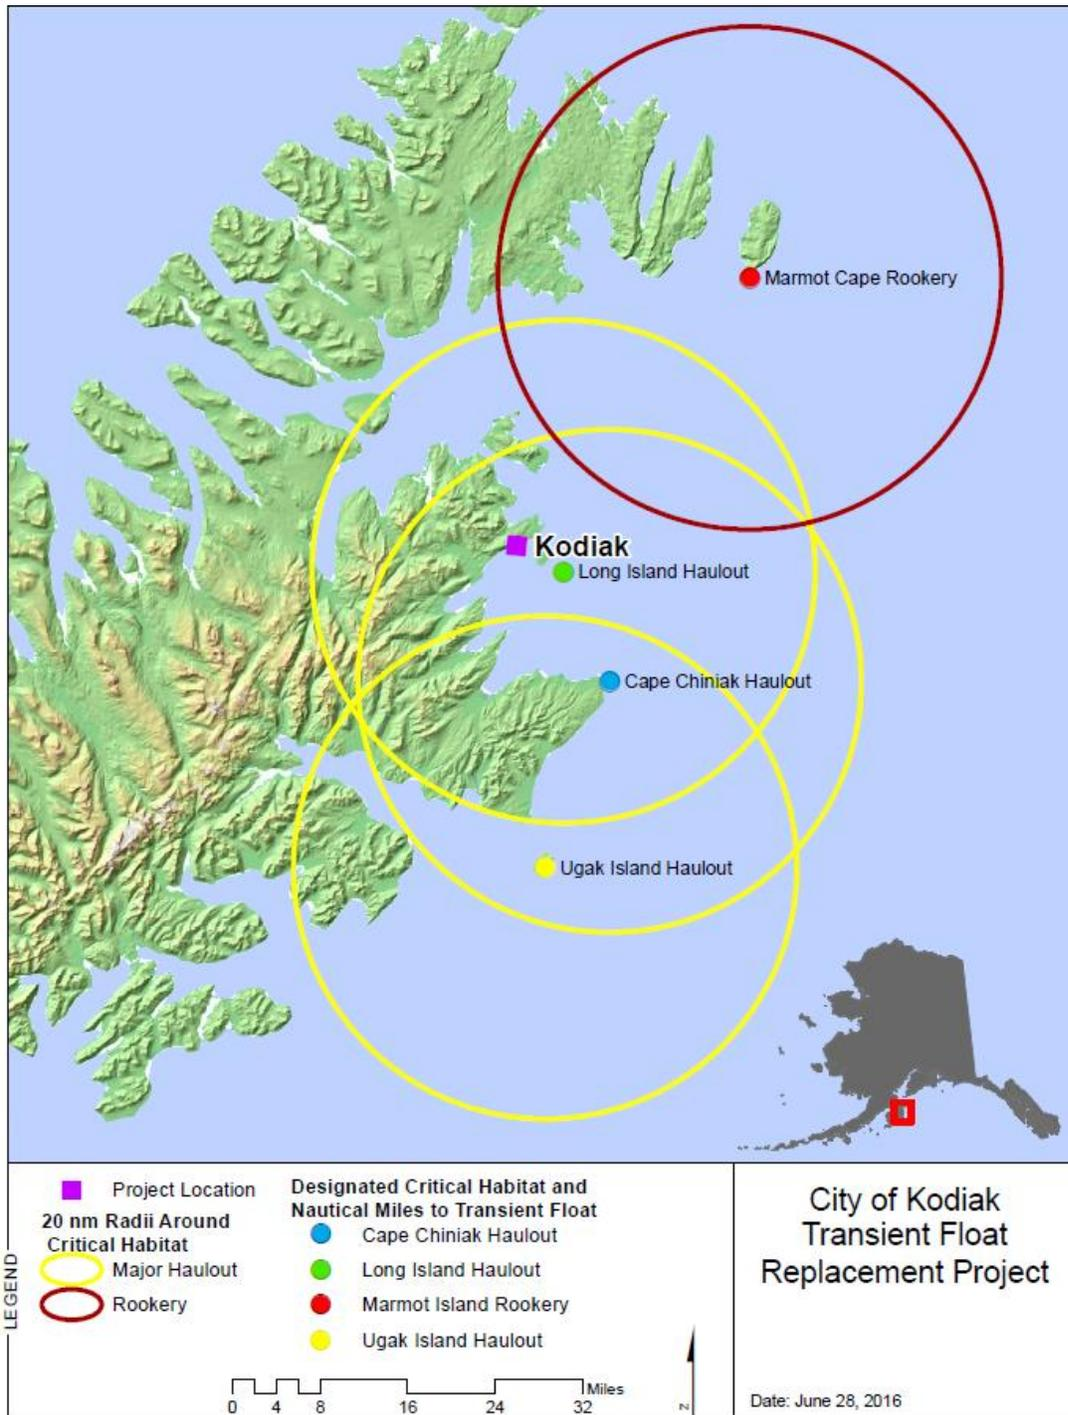 Marmot Cape Rookery
Kodiak
Long Island Haulout
Cape Chiniak Haulout
Ugak Island Haulout
LEGEND
Project Location
20 nm Radii Around
Critical Habitat
Major Haulout
Rookery
Designated Critical Habitat and
Nautical Miles to Transient Float
Cape Chiniak Haulout
Long Island Haulout
Marmot Island Rookery
Ugak Island Haulout
Miles
0 4 8 16 24 32
N
City of Kodiak
Transient Float
Replacement Project
Date: June 28, 2016